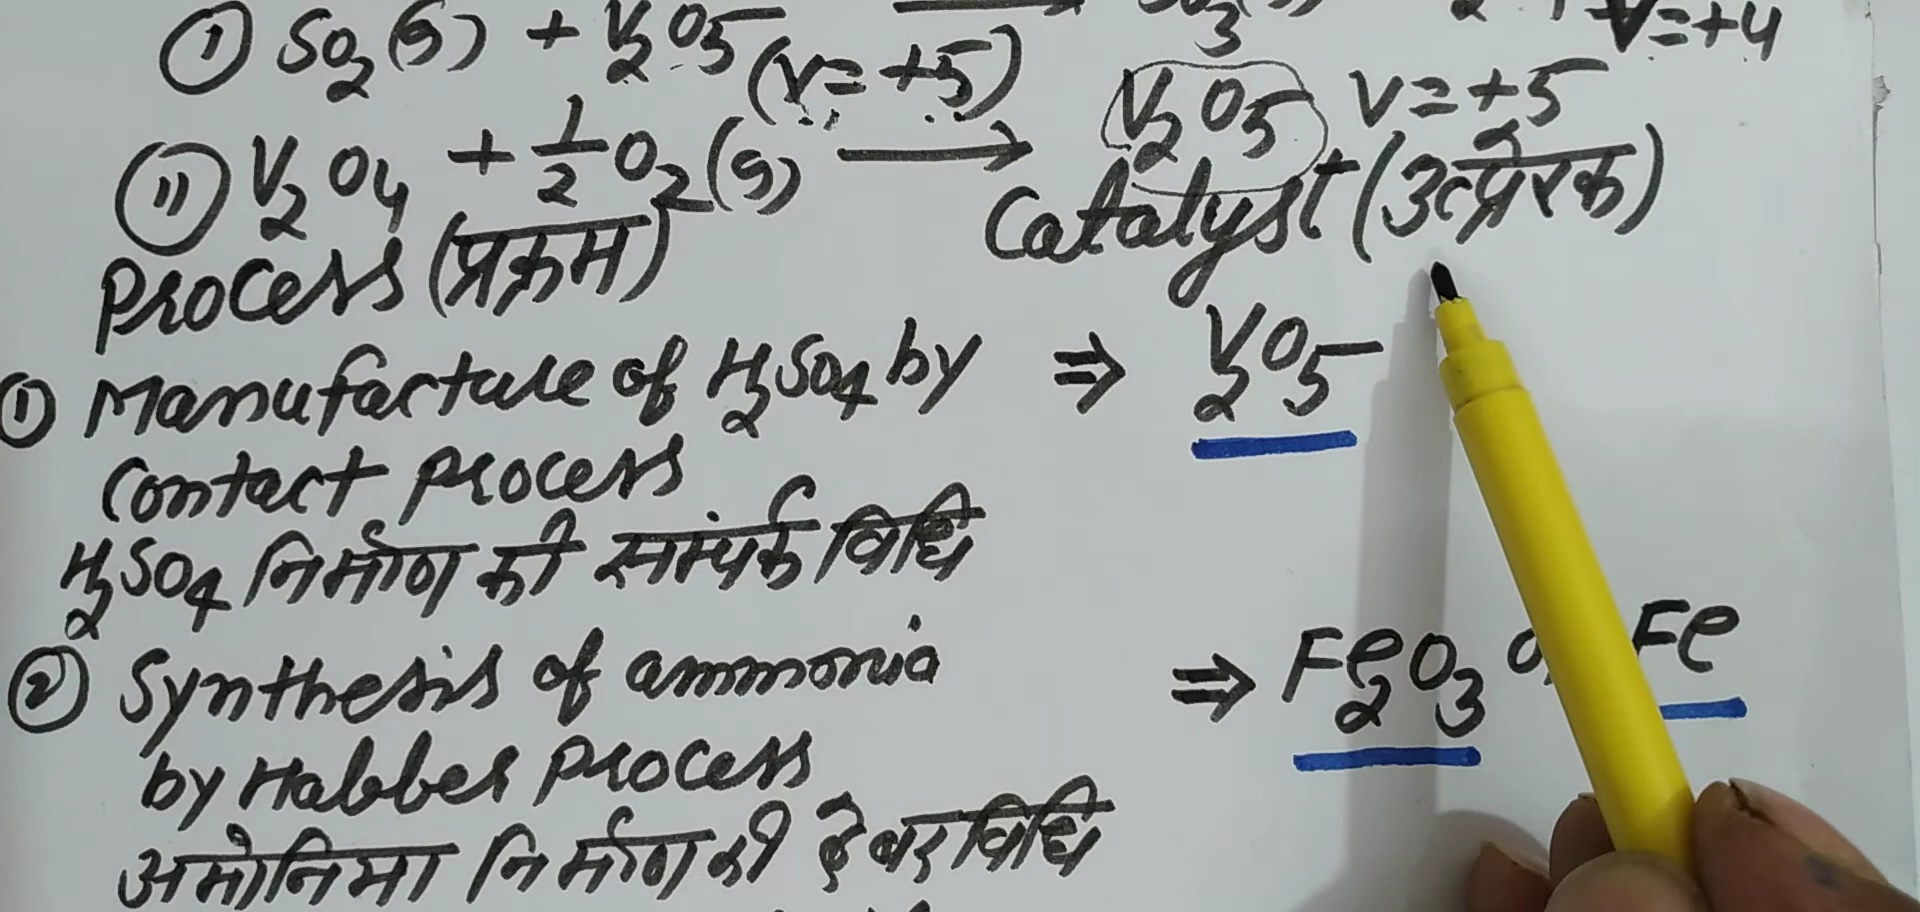 (I) SO2(g) + V2O5 (V=+5) V=+4
(II) V2O4 + 1/2 O2(g) → V2O5 V=+5
Process (प्रक्रम) Catalyst (उत्प्रेरक)
(1) Manufacture of H2SO4 by ⇒ V2O5
Contact process
H2SO4 निर्माण की सम्पर्क विधि
(2) Synthesis of ammonia ⇒ Fe2O3 Fe
by Habber process
अमोनिया निर्माण की हेबर विधि